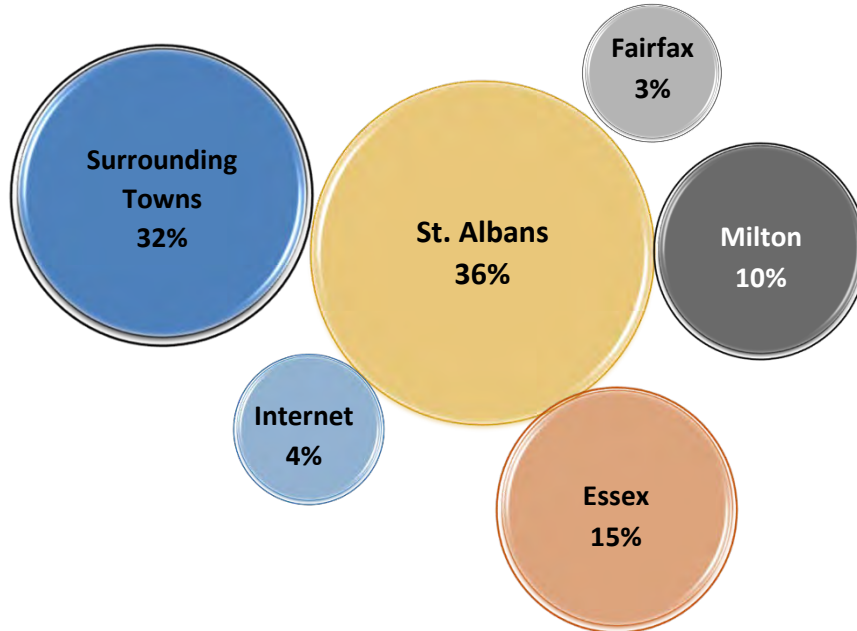 Fairfax
3%
Surrounding
Towns
32%
St. Albans
36%
Milton
10%
Internet
4%
Essex
15%